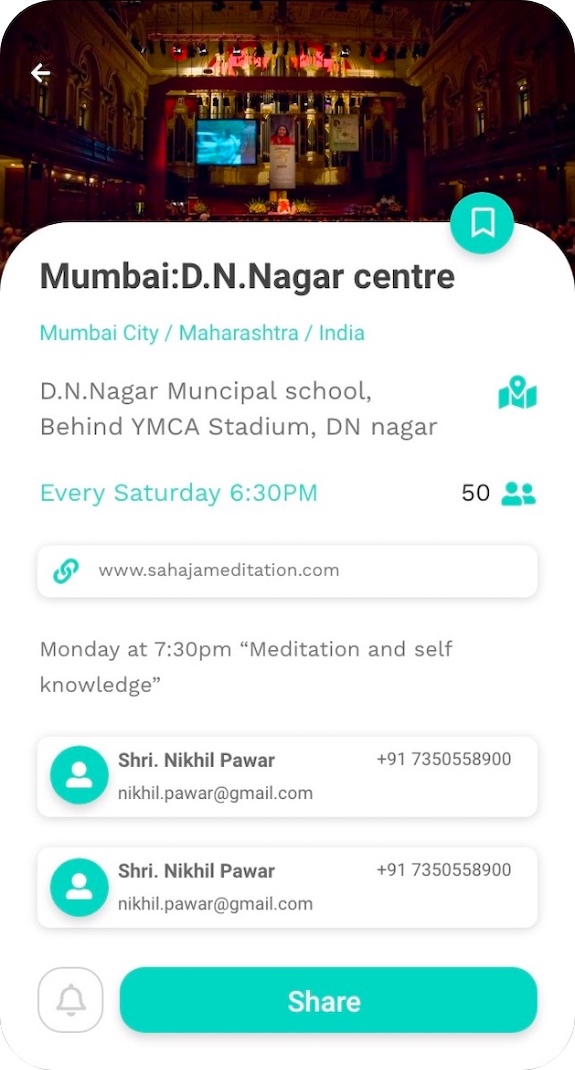 Mumbai:D.N.Nagar centre
Mumbai City / Maharashtra / India
D.N.Nagar Muncipal school,
Behind YMCA Stadium, DN nagar
Every Saturday 6:30PM
50
www.sahajameditation.com
Monday at 7:30pm “Meditation and self
knowledge”
Shri. Nikhil Pawar
+91 7350558900
nikhil.pawar@gmail.com
Shri. Nikhil Pawar
+91 7350558900
nikhil.pawar@gmail.com
Share